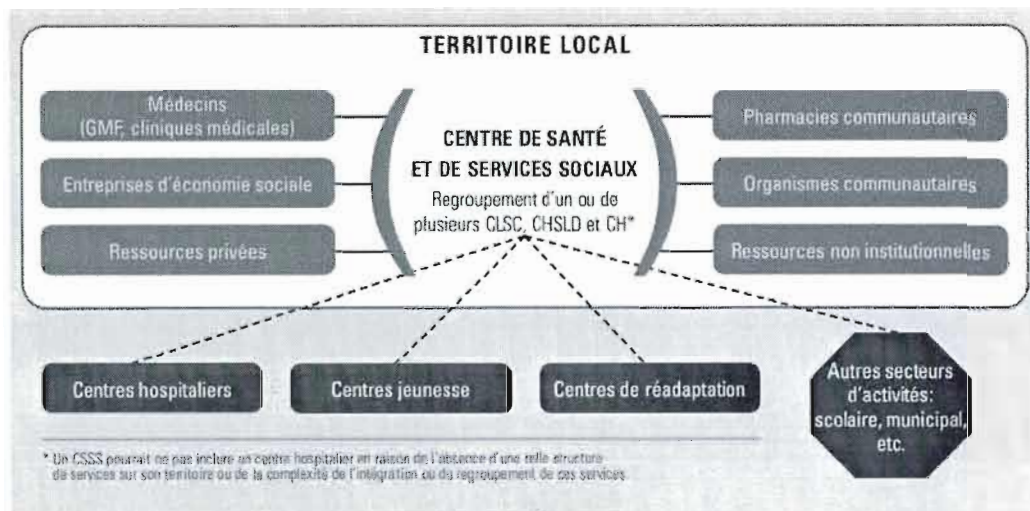 TERRITOIRE LOCAL
Médecins
(GMF, cliniques médicales)
Entreprises d'économie sociale
Ressources privées
CENTRE DE SANTÉ
ET DE SERVICES SOCIAUX
Regroupement d'un ou de
plusieurs CLSC, CHSLD et CH*
Pharmacies communautaires
Organismes communautaires
Ressources non institutionnelles
Centres hospitaliers
Centres jeunesse
Centres de réadaptation
Autres secteurs
d'activités:
scolaire, municipal,
etc.
* Un CSSS pourrait ne pas inclure un centre hospitalier en raison de l'absence d'une telle structure
de services sur son territoire ou de la complexité de l'intégration ou du regroupement de ces services